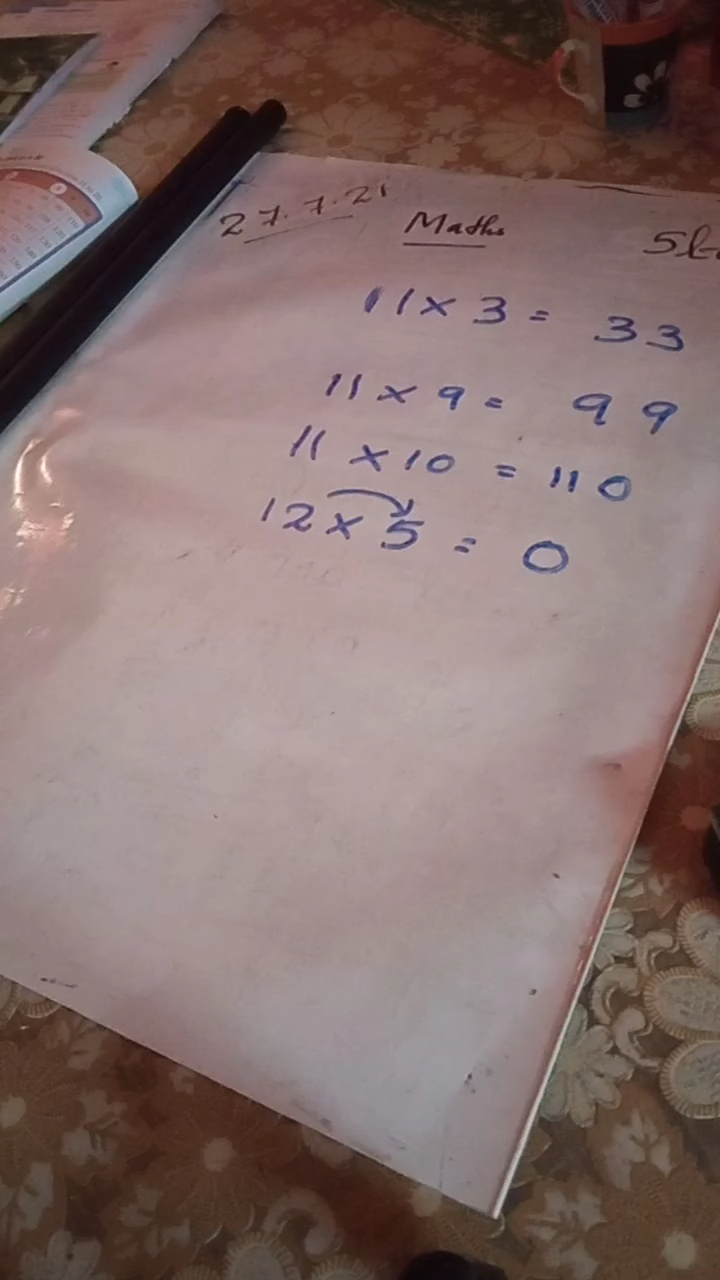 27.7.21 Maths
11 × 3 = 33
11 × 9 = 99
11 × 10 = 110
12 × 5 = 0